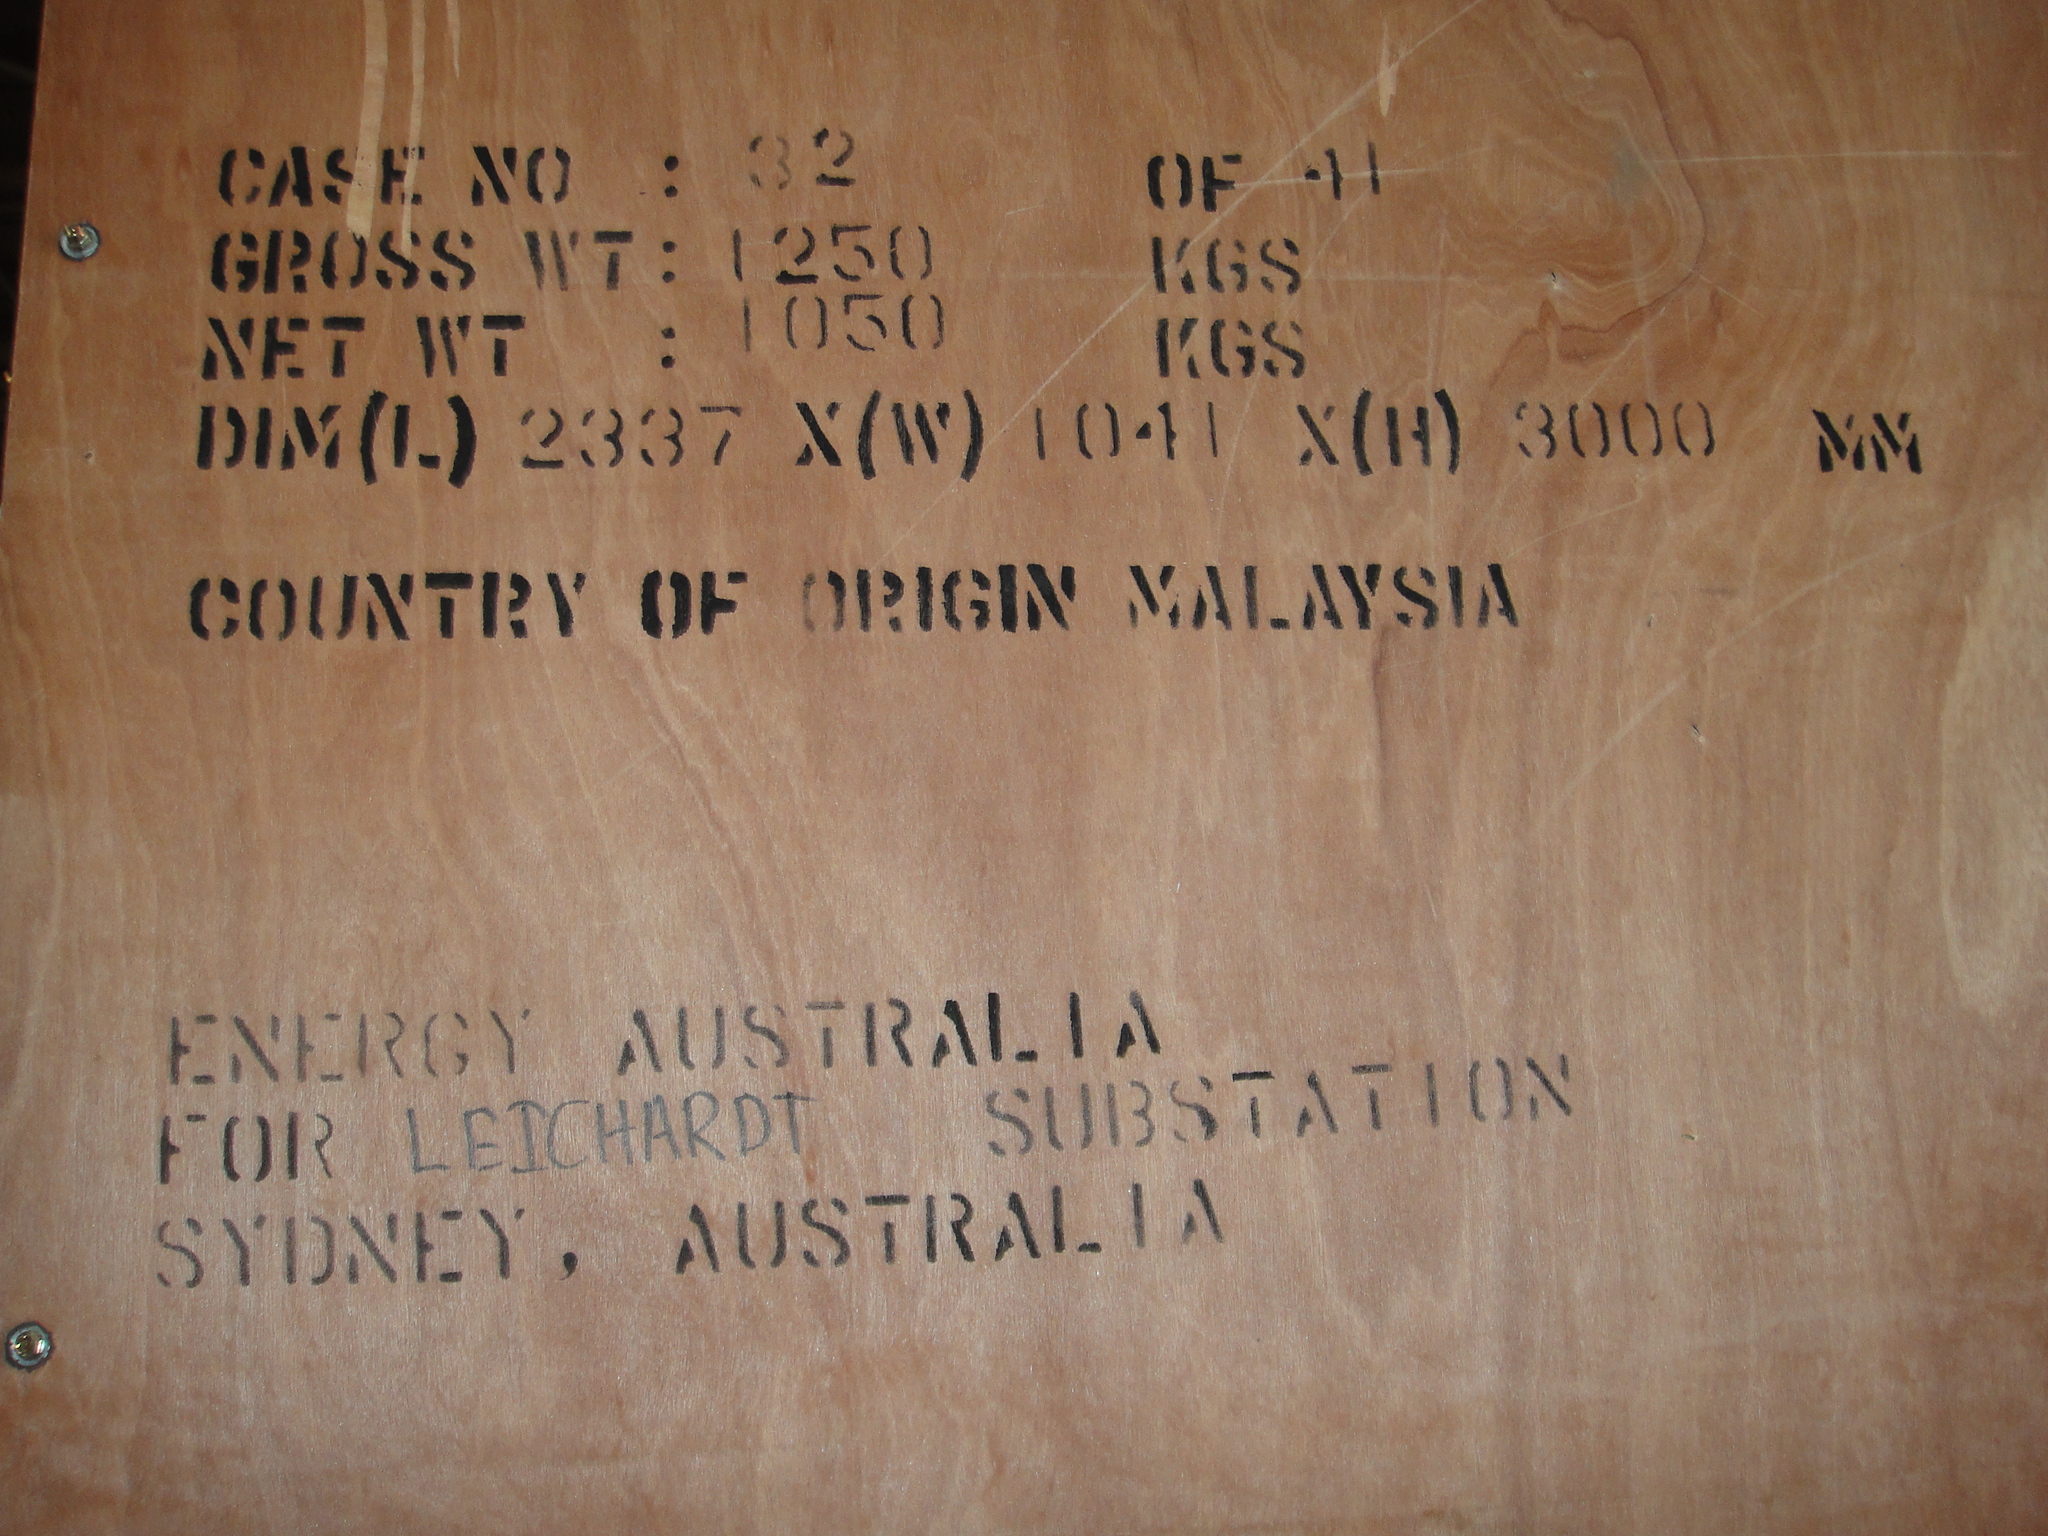 CASE NO : 32 OF 41
GROSS WT : 1250 KGS
NET WT : 1050 KGS
DIM(L) 2337 X(W) 1041 X(H) 3000 MM
COUNTRY OF ORIGIN MALAYSIA
ENERGY AUSTRALIA
FOR LEICHARDT SUBSTATION
SYDNEY, AUSTRALIA